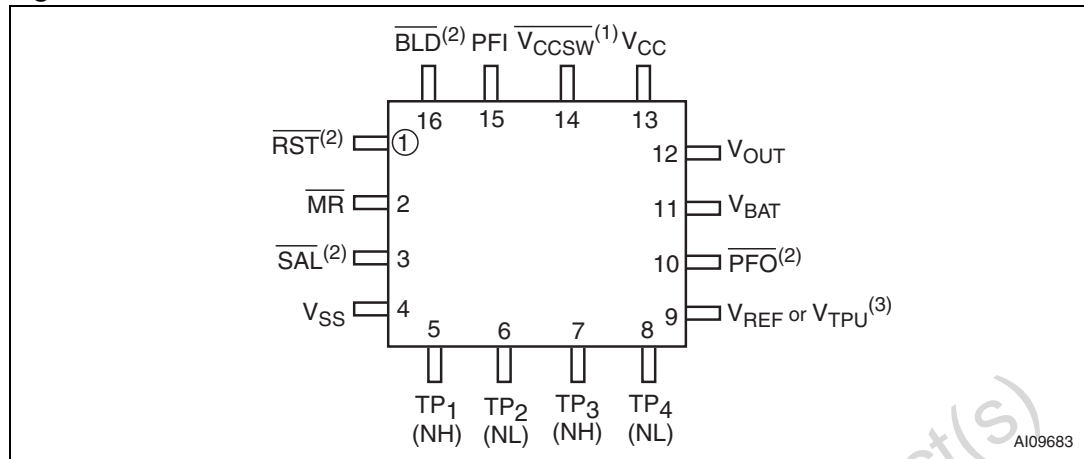 BLD(2) PFI VCCSW(1) VCC
16 15 14 13
RST(2) 1
12 VOUT
MR 2
11 VBAT
SAL(2) 3
10 PFO(2)
VSS 4
9 VREF or VTPU(3)
5 6 7 8
TP1 TP2 TP3 TP4
(NH) (NL) (NH) (NL)
ct(s)
AI09683